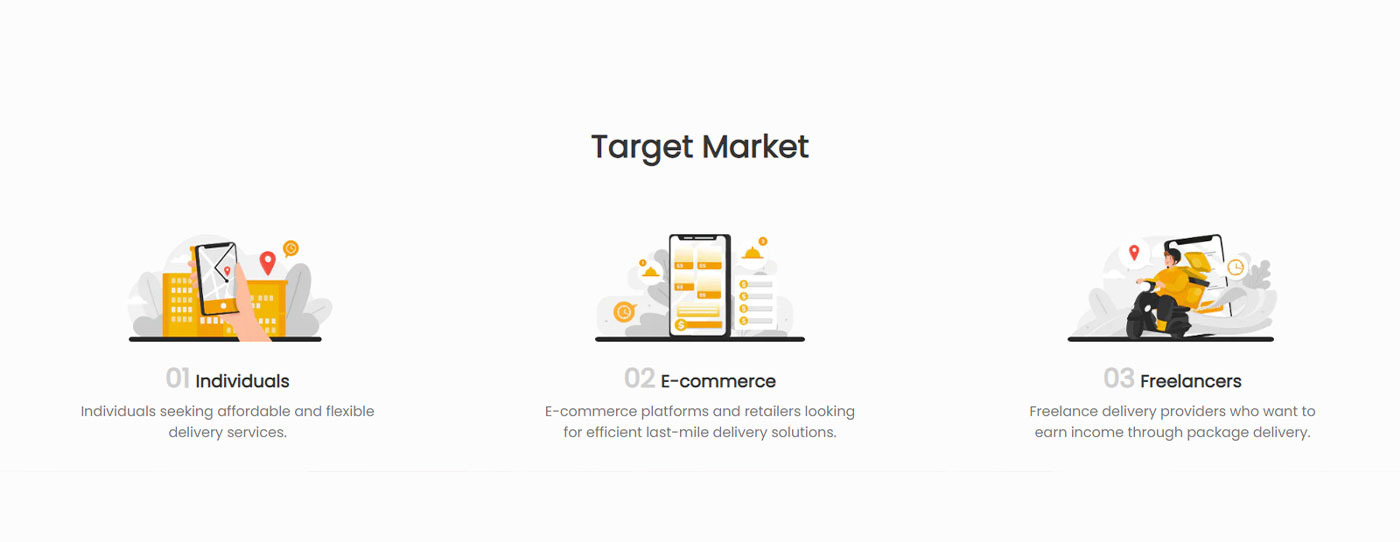 Target Market
01 Individuals
Individuals seeking affordable and flexible
delivery services.
02 E-commerce
E-commerce platforms and retailers looking
for efficient last-mile delivery solutions.
03 Freelancers
Freelance delivery providers who want to
earn income through package delivery.